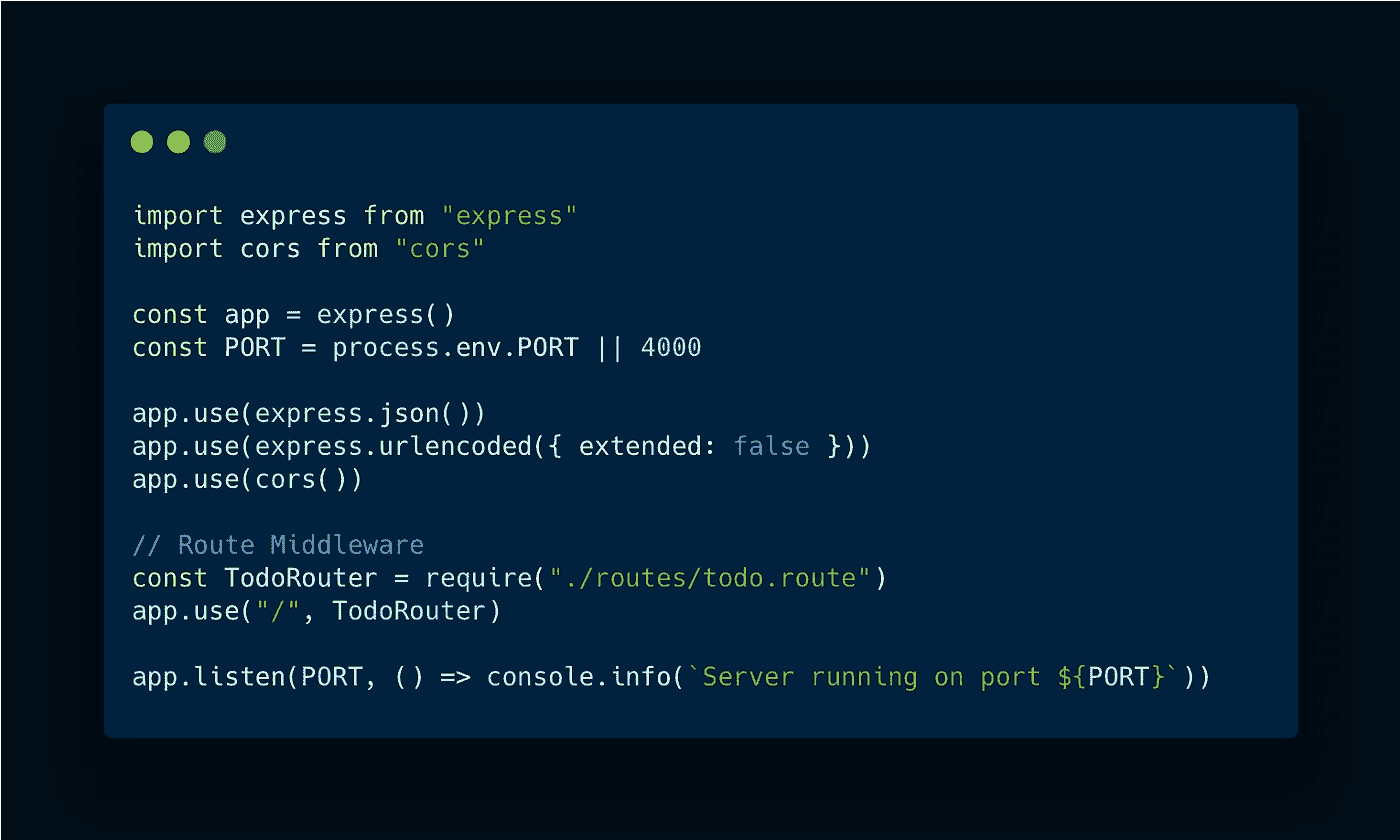 import express from "express"
import cors from "cors"
const app = express()
const PORT = process.env.PORT || 4000
app.use(express.json())
app.use(express.urlencoded({ extended: false }))
app.use(cors())
// Route Middleware
const TodoRouter = require("./routes/todo.route")
app.use("/", TodoRouter)
app.listen(PORT, () => console.info(`Server running on port ${PORT}`))